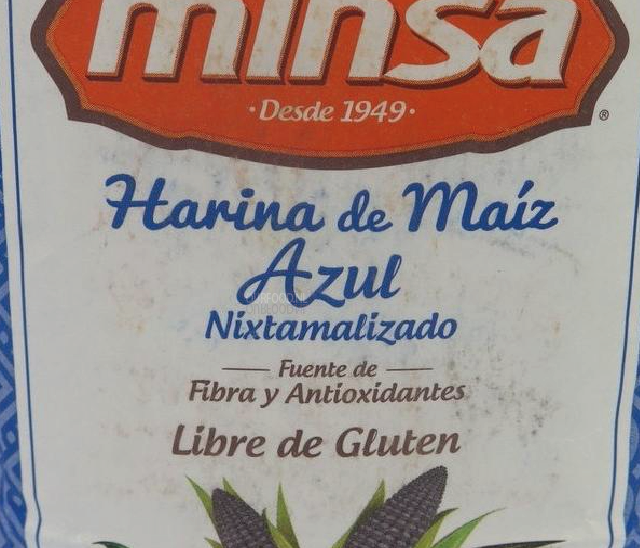 minsa
·Desde 1949·
®
Harina de Maíz
Azul
Nixtamalizado
Fuente de
Fibra y Antioxidantes
Libre de Gluten